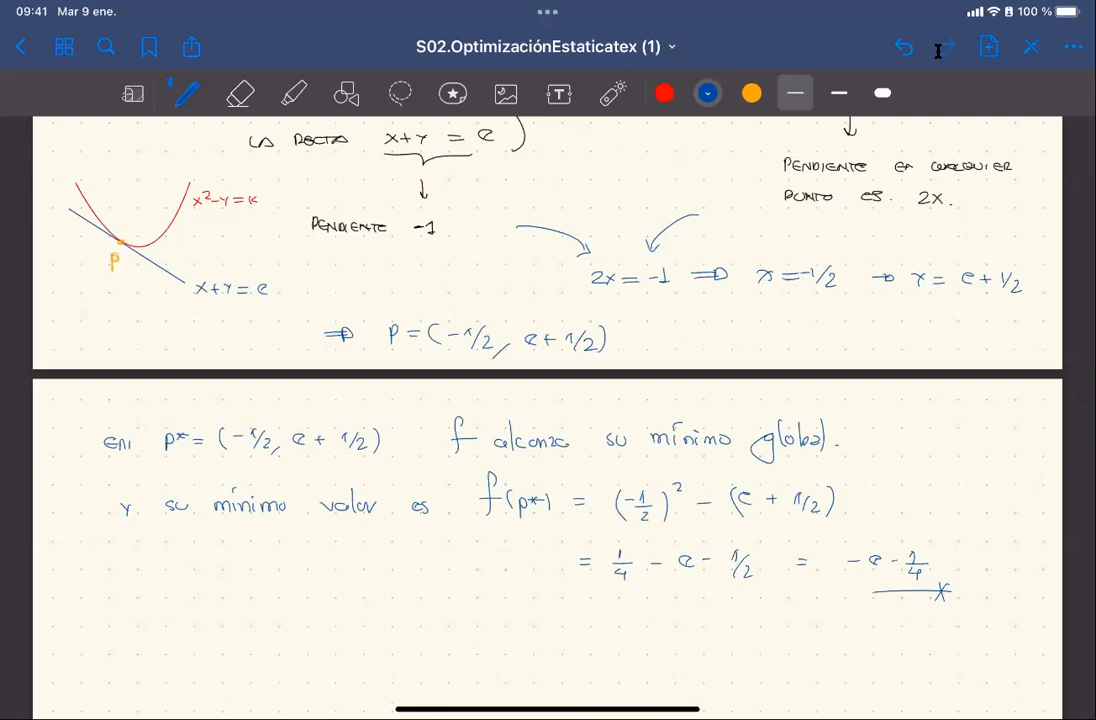 09:41 Mar 9 ene.
100 %
S02.OptimizaciónEstaticatex (1)
LA RECTA x+y = a )
PENDIENTE EN CUALQUIER
PUNTO ES. 2x.
x²-y=k
PENDIENTE -1
P
x+y=a
2x=-1 ⇒ x=-1/2 → y= a+1/2
⇒ P=(-1/2, a+1/2)
EN P*=(-1/2, a+1/2) f alcanza su mínimo global.
Y su mínimo valor es f(P*) = (-1/2)² - (a + 1/2)
= 1/4 - a - 1/2 = -a - 1/4